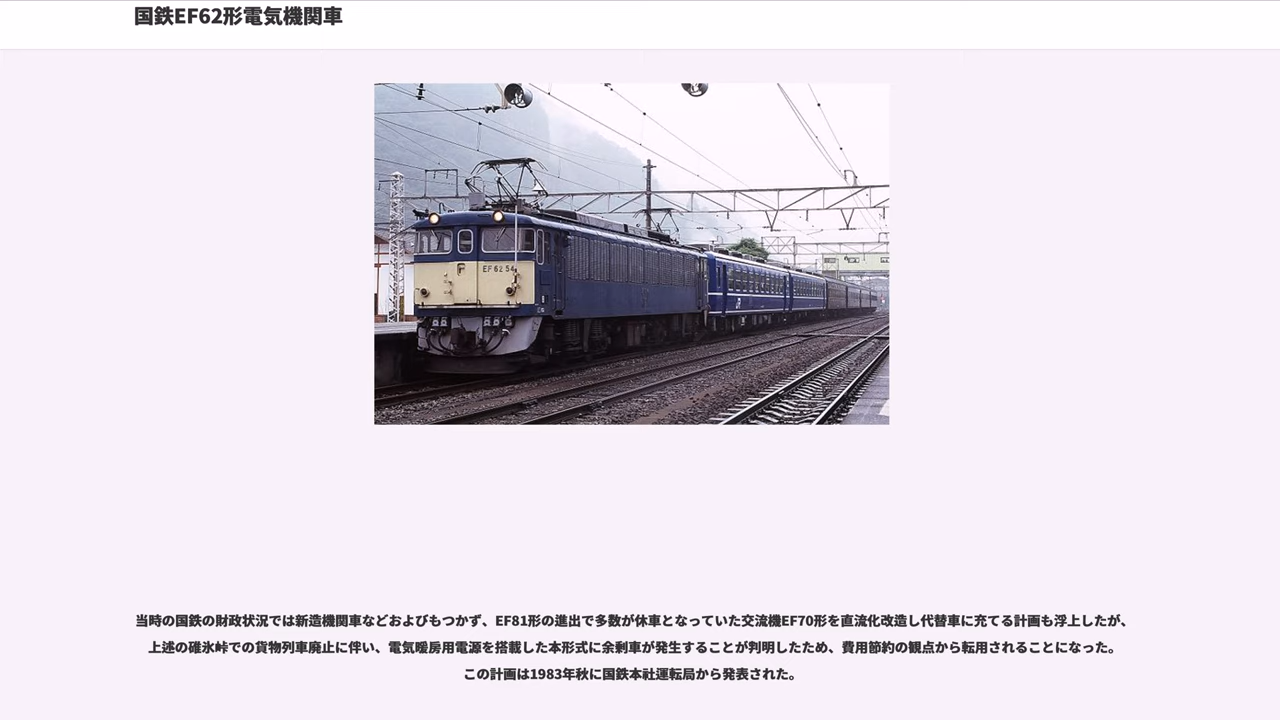 国鉄EF62形電気機関車
EF 62 54
当時の国鉄の財政状況では新造機関車などおよびもつかず、EF81形の進出で多数が休車となっていた交流機EF70形を直流化改造し代替車に充てる計画も浮上したが、
上述の碓氷峠での貨物列車廃止に伴い、電気暖房用電源を搭載した本形式に余剰車が発生することが判明したため、費用節約の観点から転用されることになった。
この計画は1983年秋に国鉄本社運転局から発表された。